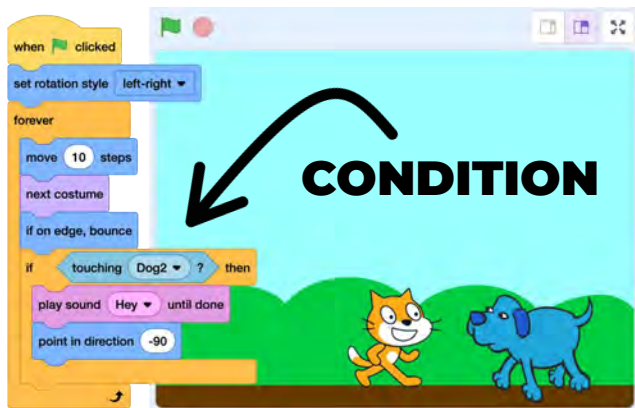 when clicked
set rotation style left-right
forever
move 10 steps
next costume
if on edge, bounce
if touching Dog2 ? then
play sound Hey until done
point in direction -90
CONDITION